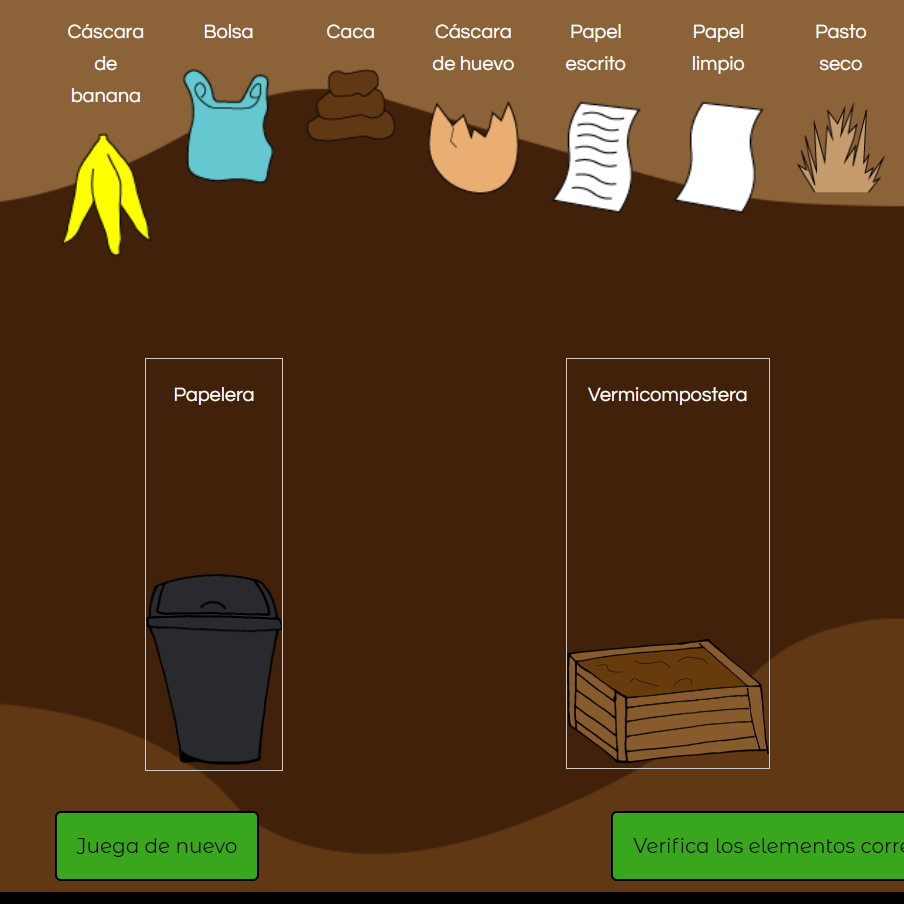 Cáscara
de
banana
Bolsa
Caca
Cáscara
de huevo
Papel
escrito
Papel
limpio
Pasto
seco
Papelera
Vermicompostera
Juega de nuevo
Verifica los elementos